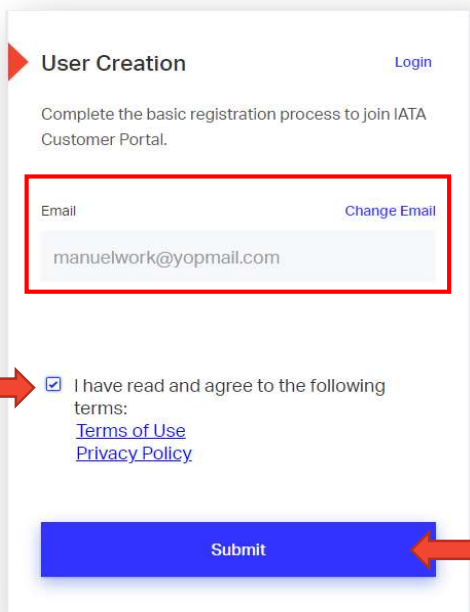 User Creation
Login
Complete the basic registration process to join IATA
Customer Portal.
Email
Change Email
manuelwork@yopmail.com
I have read and agree to the following
terms:
Terms of Use
Privacy Policy
Submit